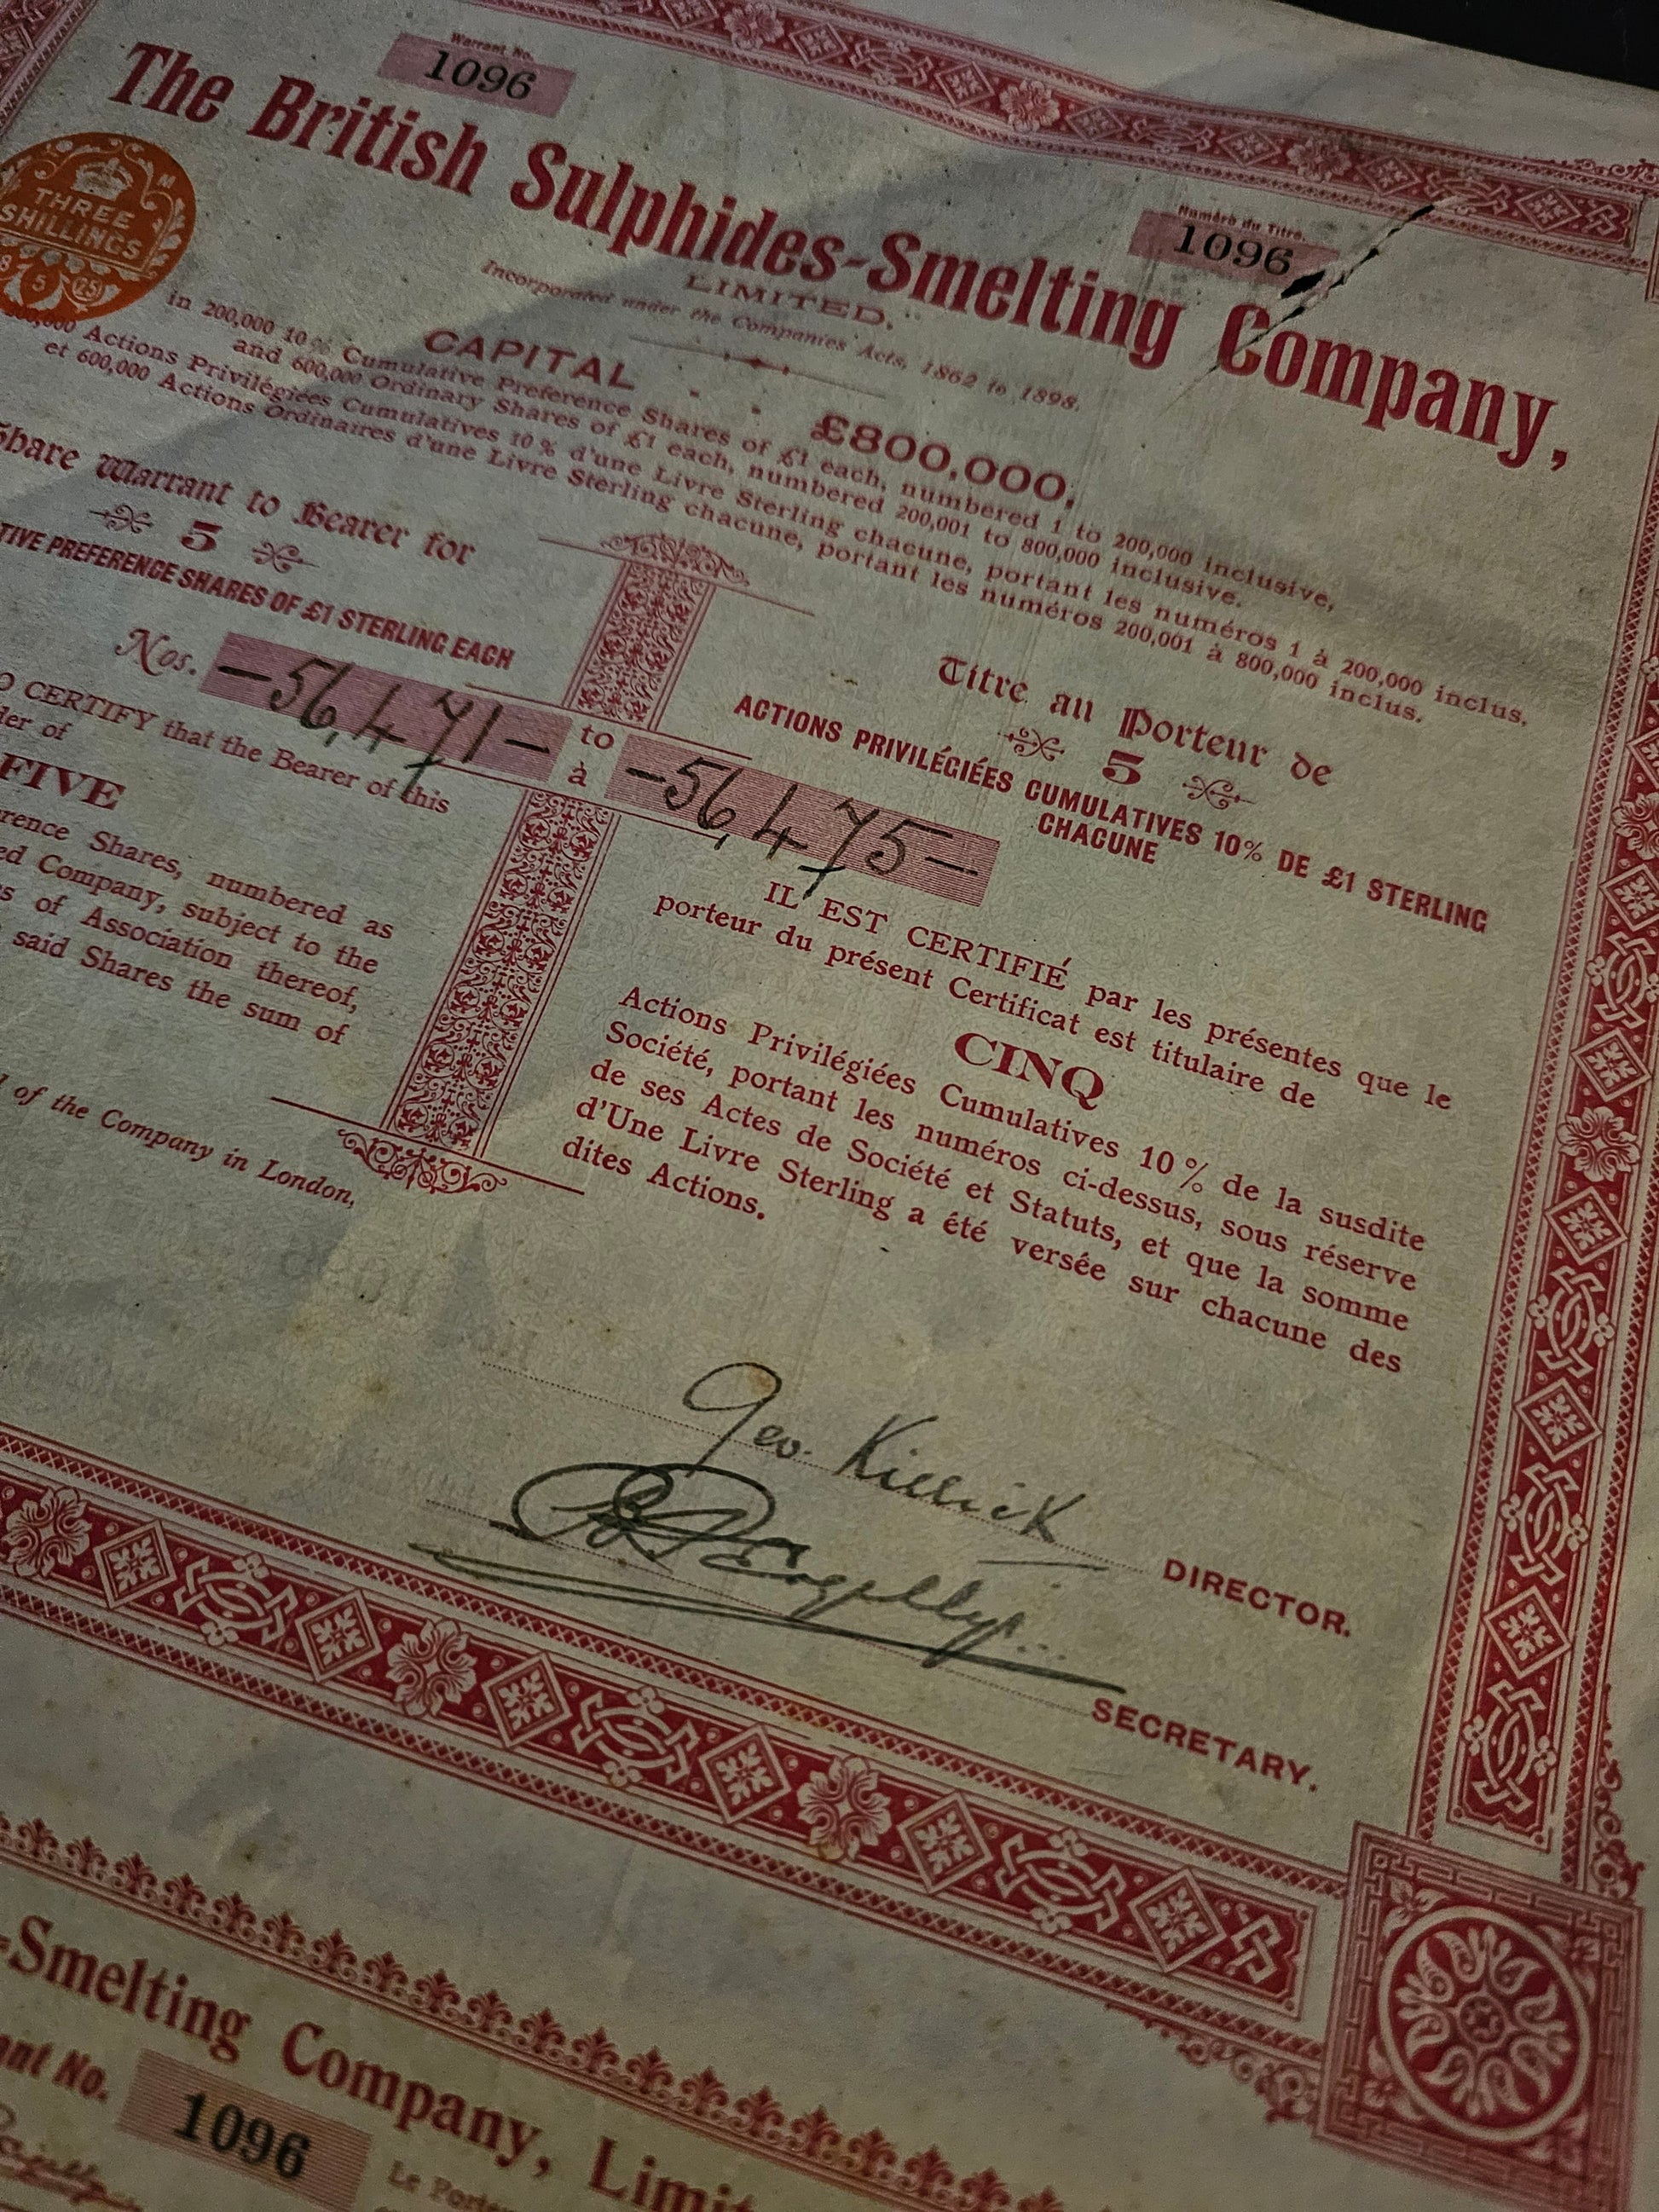 Warrant No.
1096
The British Sulphides-Smelting Company,
Numéro du Titre.
1096
LIMITED.
Incorporated under the Companies Acts, 1862 to 1898.
THREE
SHILLINGS
5
CAPITAL - - £800,000,
in 200,000 10% Cumulative Preference Shares of £1 each, numbered 1 to 200,000 inclusive,
and 600,000 Ordinary Shares of £1 each, numbered 200,001 to 800,000 inclusive.
Actions Privilégiées Cumulatives 10% d'une Livre Sterling chacune, portant les numéros 1 à 200,000 inclus,
et 600,000 Actions Ordinaires d'une Livre Sterling chacune, portant les numéros 200,001 à 800,000 inclus.
Share Warrant to Bearer for
5
TIVE PREFERENCE SHARES OF £1 STERLING EACH
Titre au Porteur de
5
ACTIONS PRIVILÉGIÉES CUMULATIVES 10% DE £1 STERLING
CHACUNE
Nos. -56,471- to
à
-56,475-
O CERTIFY that the Bearer of this
der of
FIVE
rence Shares, numbered as
ed Company, subject to the
s of Association thereof,
said Shares the sum of
of the Company in London,
IL EST CERTIFIÉ par les présentes que le
porteur du présent Certificat est titulaire de
CINQ
Actions Privilégiées Cumulatives 10% de la susdite
Société, portant les numéros ci-dessus, sous réserve
de ses Actes de Société et Statuts, et que la somme
d'Une Livre Sterling a été versée sur chacune des
dites Actions.
Geo. Killick
DIRECTOR.
SECRETARY.
-Smelting Company, Limit
ant No.
1096
Le Porte